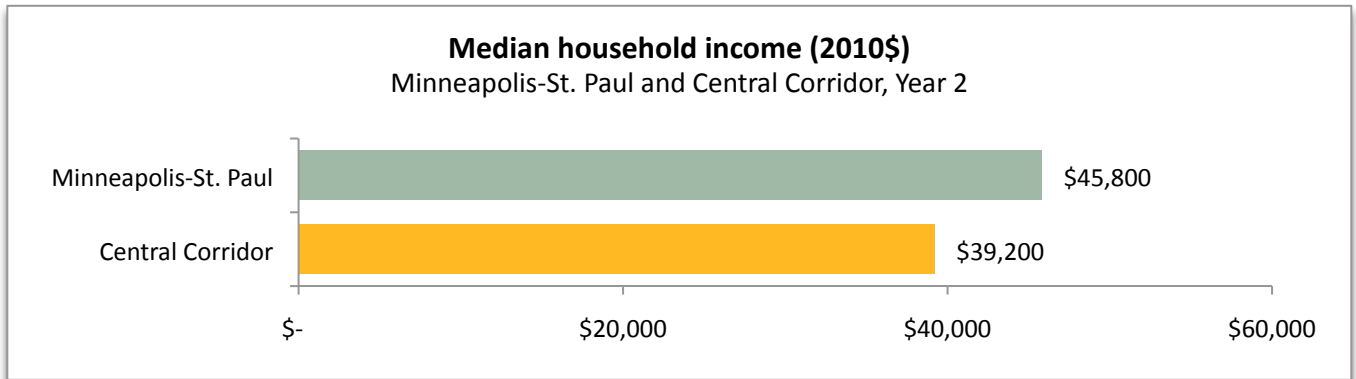 Median household income (2010$)
Minneapolis-St. Paul and Central Corridor, Year 2
Minneapolis-St. Paul
$45,800
Central Corridor
$39,200
$-
$20,000
$40,000
$60,000